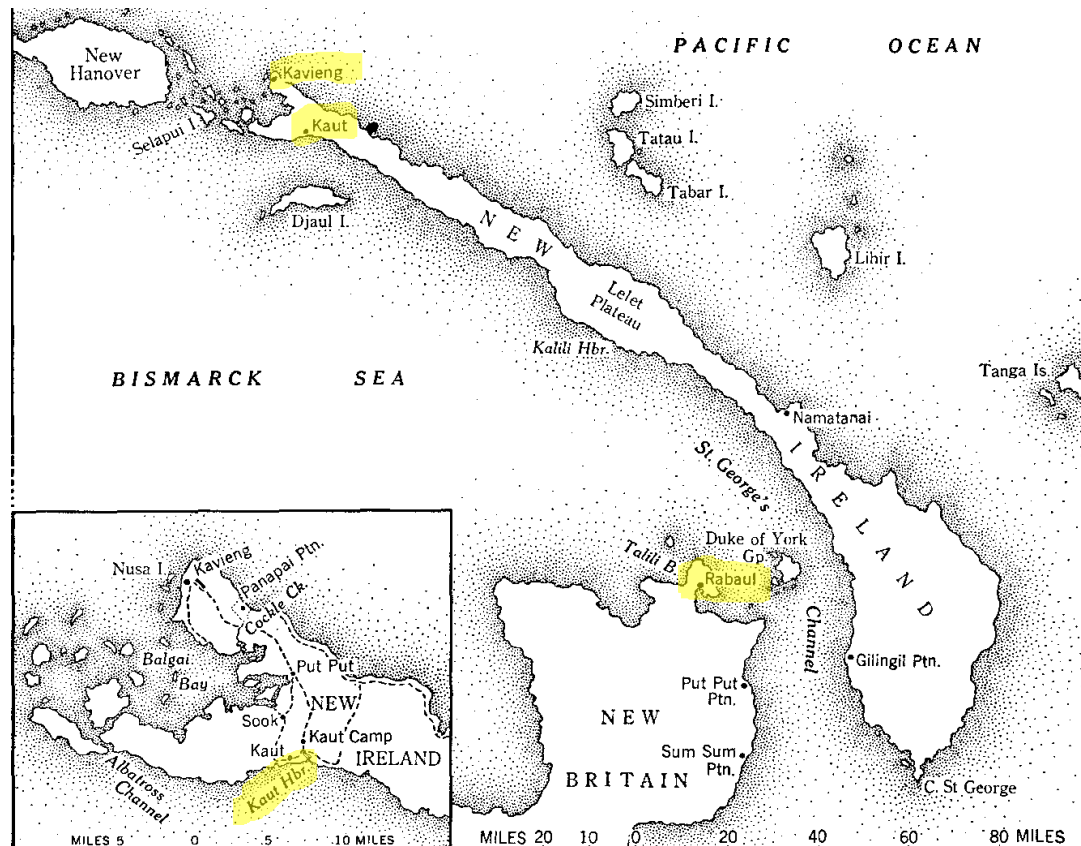 PACIFIC OCEAN
New
Hanover
Kavieng
Kaut
Selapui I.
Djaul I.
Simberi I.
Tatau I.
Tabar I.
Lihir I.
NEW
Lelet
Plateau
Kalili Hbr.
BISMARCK SEA
Tanga Is.
Namatanai
IRELAND
St. George's
Channel
Duke of York
Gp.
Talili B.
Rabaul
Gilingil Ptn.
Put Put
Ptn.
NEW
Sum Sum
Ptn.
BRITAIN
C. St George
MILES 20 10 0 20 40 60 80 MILES
Nusa I.
Kavieng
Panapai Ptn.
Cockle Ck.
Balgai
Bay
Put Put
NEW
Sook
Kaut Camp
Kaut
IRELAND
Kaut Hbr.
Albatross
Channel
MILES 5 0 5 10 MILES